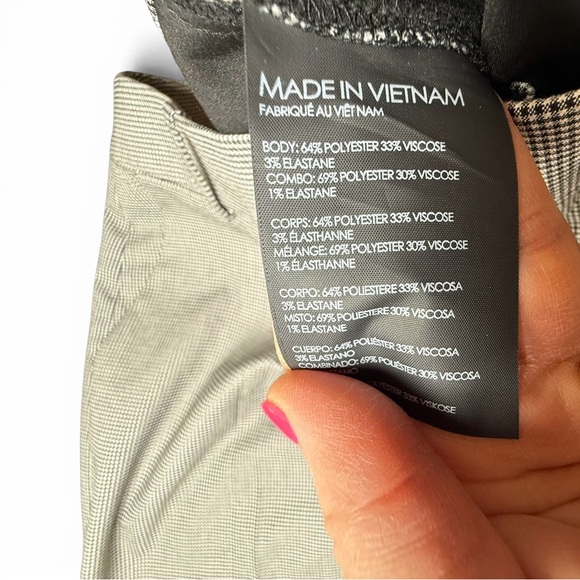 MADE IN VIETNAM
FABRIQUÉ AU VIÊT NAM
BODY: 64% POLYESTER 33% VISCOSE
3% ELASTANE
COMBO: 69% POLYESTER 30% VISCOSE
1% ELASTANE
CORPS: 64% POLYESTER 33% VISCOSE
3% ÉLASTHANNE
MÉLANGE: 69% POLYESTER 30% VISCOSE
1% ÉLASTHANNE
CORPO: 64% POLIESTERE 33% VISCOSA
3% ELASTANE
MISTO: 69% POLIESTERE 30% VISCOSA
1% ELASTANE
CUERPO: 64% POLIÉSTER 33% VISCOSA
3% ELASTANO
COMBINADO: 69% POLIÉSTER 30% VISCOSA
33% VISKOSE